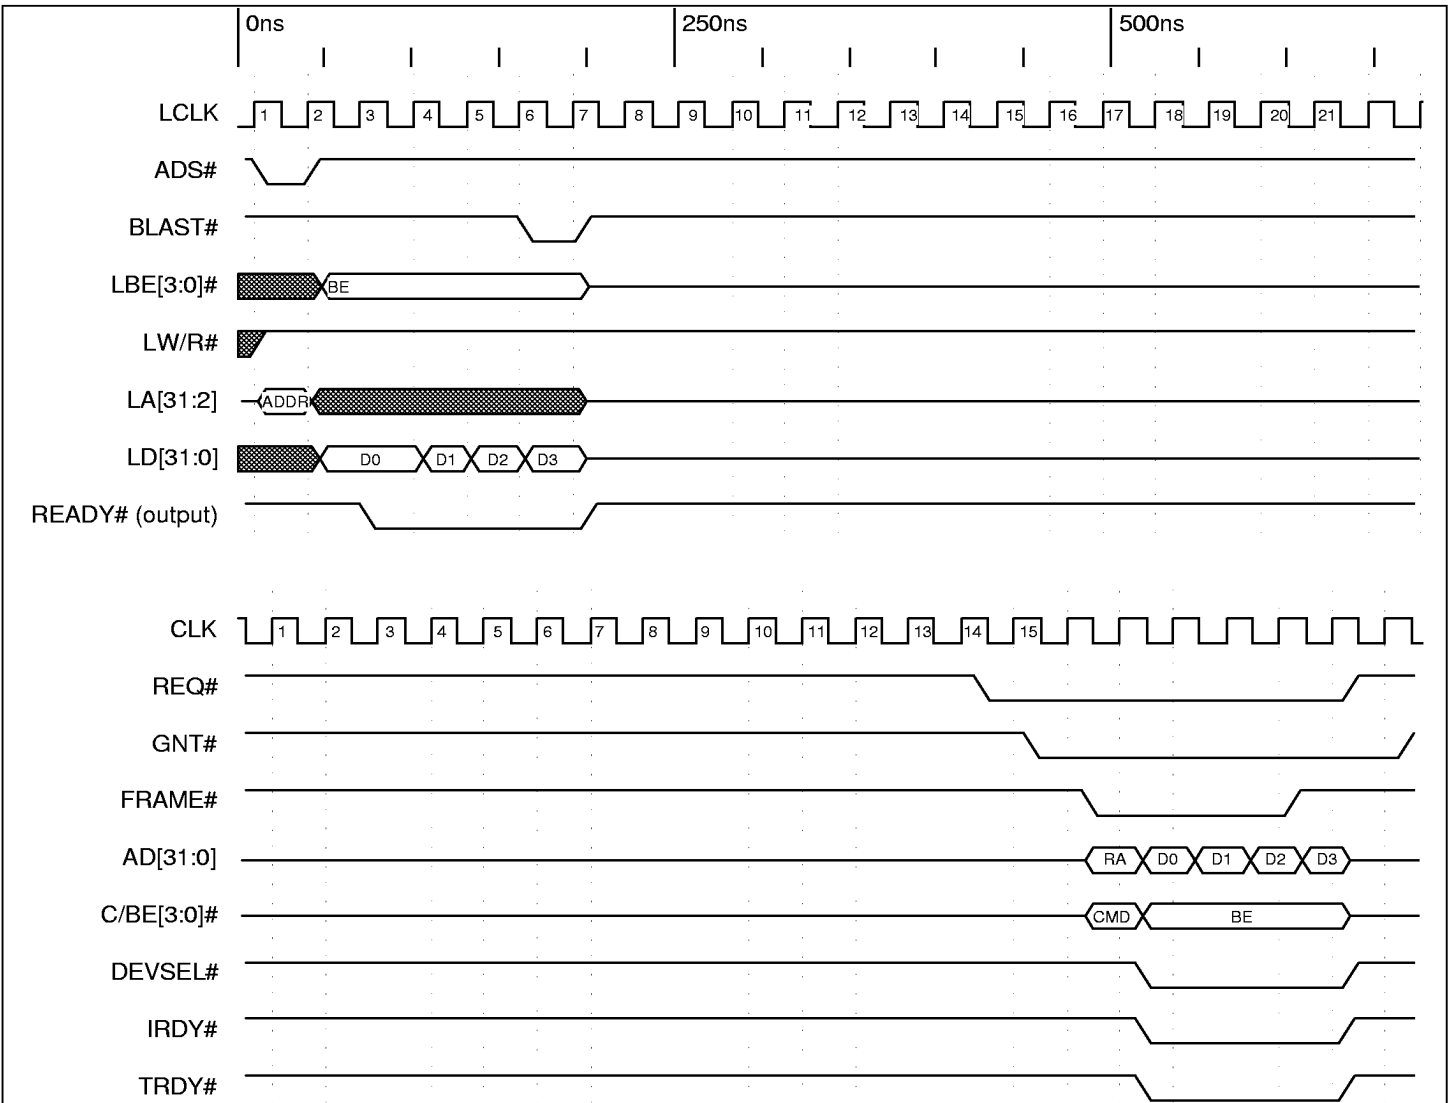 0ns 250ns 500ns
LCLK 1 2 3 4 5 6 7 8 9 10 11 12 13 14 15 16 17 18 19 20 21
ADS#
BLAST#
LBE[3:0]# BE
LW/R#
LA[31:2] ADDR
LD[31:0] D0 D1 D2 D3
READY# (output)
CLK 1 2 3 4 5 6 7 8 9 10 11 12 13 14 15
REQ#
GNT#
FRAME#
AD[31:0] RA D0 D1 D2 D3
C/BE[3:0]# CMD BE
DEVSEL#
IRDY#
TRDY#